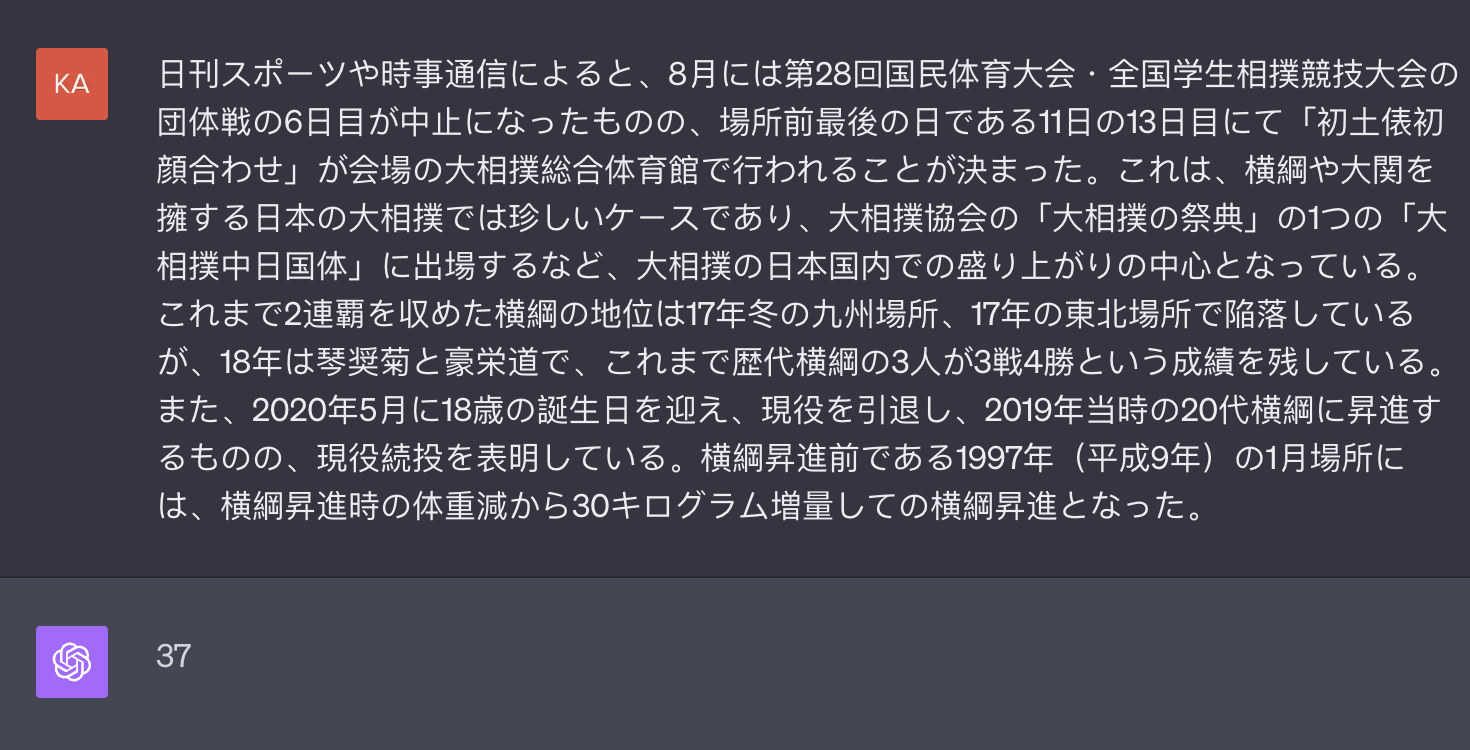 KA
日刊スポーツや時事通信によると、8月には第28回国民体育大会・全国学生相撲競技大会の
団体戦の6日目が中止になったものの、場所前最後の日である11日の13日目にて「初土俵初
顔合わせ」が会場の大相撲総合体育館で行われることが決まった。これは、横綱や大関を
擁する日本の大相撲では珍しいケースであり、大相撲協会の「大相撲の祭典」の1つの「大
相撲中日国体」に出場するなど、大相撲の日本国内での盛り上がりの中心となっている。
これまで2連覇を収めた横綱の地位は17年冬の九州場所、17年の東北場所で陥落している
が、18年は琴奨菊と豪栄道で、これまで歴代横綱の3人が3戦4勝という成績を残している。
また、2020年5月に18歳の誕生日を迎え、現役を引退し、2019年当時の20代横綱に昇進す
るものの、現役続投を表明している。横綱昇進前である1997年（平成9年）の1月場所に
は、横綱昇進時の体重減から30キログラム増量しての横綱昇進となった。
37